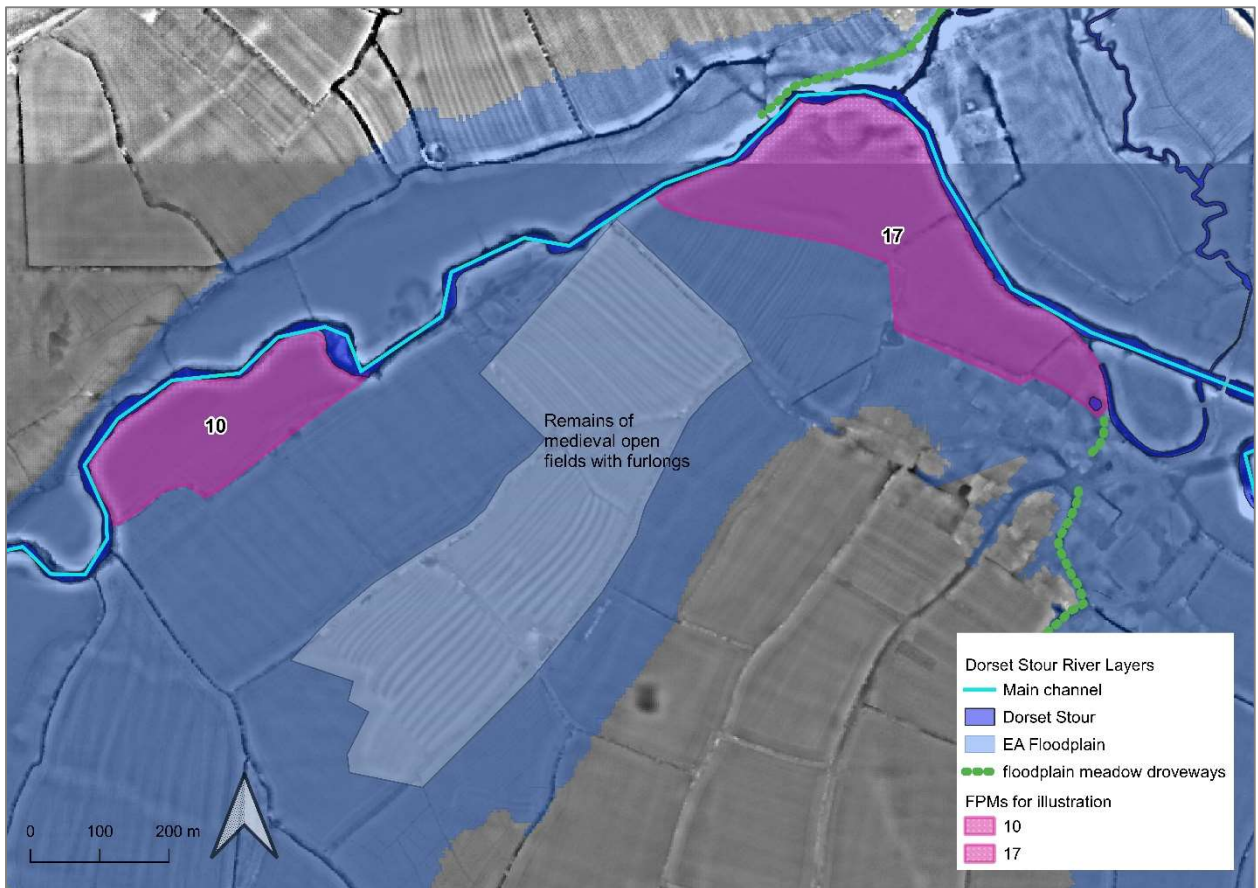 17
10
Remains of
medieval open
fields with furlongs
0 100 200 m
Dorset Stour River Layers
Main channel
Dorset Stour
EA Floodplain
floodplain meadow droveways
FPMs for illustration
10
17